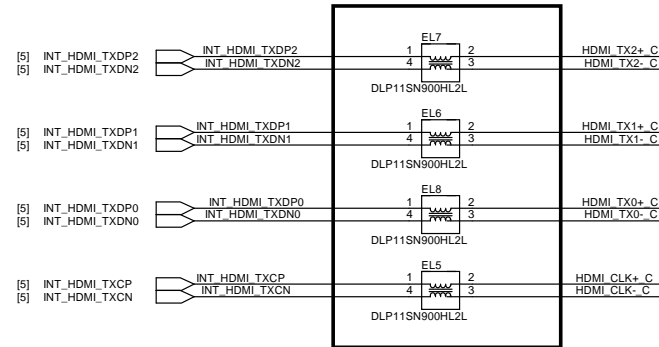 EL7
[5] INT_HDMI_TXDP2 INT_HDMI_TXDP2 1 2 HDMI_TX2+_C
[5] INT_HDMI_TXDN2 INT_HDMI_TXDN2 4 3 HDMI_TX2-_C
DLP11SN900HL2L
EL6
[5] INT_HDMI_TXDP1 INT_HDMI_TXDP1 1 2 HDMI_TX1+_C
[5] INT_HDMI_TXDN1 INT_HDMI_TXDN1 4 3 HDMI_TX1-_C
DLP11SN900HL2L
EL8
[5] INT_HDMI_TXDP0 INT_HDMI_TXDP0 1 2 HDMI_TX0+_C
[5] INT_HDMI_TXDN0 INT_HDMI_TXDN0 4 3 HDMI_TX0-_C
DLP11SN900HL2L
EL5
[5] INT_HDMI_TXCP INT_HDMI_TXCP 1 2 HDMI_CLK+_C
[5] INT_HDMI_TXCN INT_HDMI_TXCN 4 3 HDMI_CLK-_C
DLP11SN900HL2L